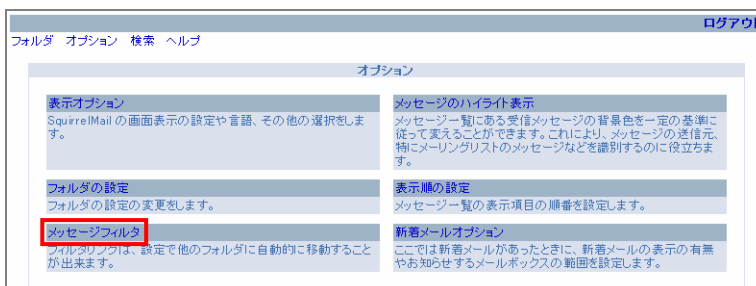 ログアウト
フォルダ オプション 検索 ヘルプ
オプション
表示オプション
SquirrelMail の画面表示の設定や言語、その他の選択をしま
す。
メッセージのハイライト表示
メッセージ一覧にある受信メッセージの背景色を一定の基準に
従って変えることができます。これにより、メッセージの送信元、
特にメーリングリストのメッセージなどを識別するのに役立ちま
す。
フォルダの設定
フォルダの設定の変更をします。
表示順の設定
メッセージ一覧の表示項目の順番を設定します。
メッセージフィルタ
フィルタリングは、設定で他のフォルダに自動的に移動すること
が出来ます。
新着メールオプション
ここでは新着メールがあったときに、新着メールの表示の有無
やお知らせするメールボックスの範囲を設定します。